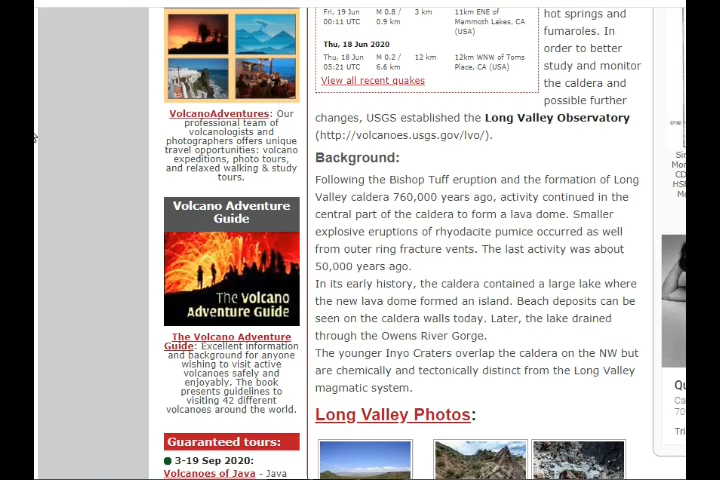 VolcanoAdventures: Our
professional team of
volcanologists and
photographers offers unique
travel opportunities: volcano
expeditions, photo tours,
and relaxed walking & study
tours.
Volcano Adventure
Guide
The Volcano
Adventure Guide
The Volcano Adventure
Guide: Excellent information
and background for anyone
wishing to visit active
volcanoes safely and
enjoyably. The book
presents guidelines to
visiting 42 different
volcanoes around the world.
Guaranteed tours:
3-19 Sep 2020:
Volcanoes of Java - Java
Fri, 19 Jun
00:11 UTC
M 0.8 /
0.9 km
3 km
11km ENE of
Mammoth Lakes, CA
(USA)
Thu, 18 Jun 2020
Thu, 18 Jun
05:21 UTC
M 0.2 /
6.6 km
12 km
12km WNW of Toms
Place, CA (USA)
View all recent quakes
hot springs and
fumaroles. In
order to better
study and monitor
the caldera and
possible further
changes, USGS established the Long Valley Observatory
(http://volcanoes.usgs.gov/lvo/).
Background:
Following the Bishop Tuff eruption and the formation of Long
Valley caldera 760,000 years ago, activity continued in the
central part of the caldera to form a lava dome. Smaller
explosive eruptions of rhyodacite pumice occurred as well
from outer ring fracture vents. The last activity was about
50,000 years ago.
In its early history, the caldera contained a large lake where
the new lava dome formed an island. Beach deposits can be
seen on the caldera walls today. Later, the lake drained
through the Owens River Gorge.
The younger Inyo Craters overlap the caldera on the NW but
are chemically and tectonically distinct from the Long Valley
magmatic system.
Long Valley Photos: